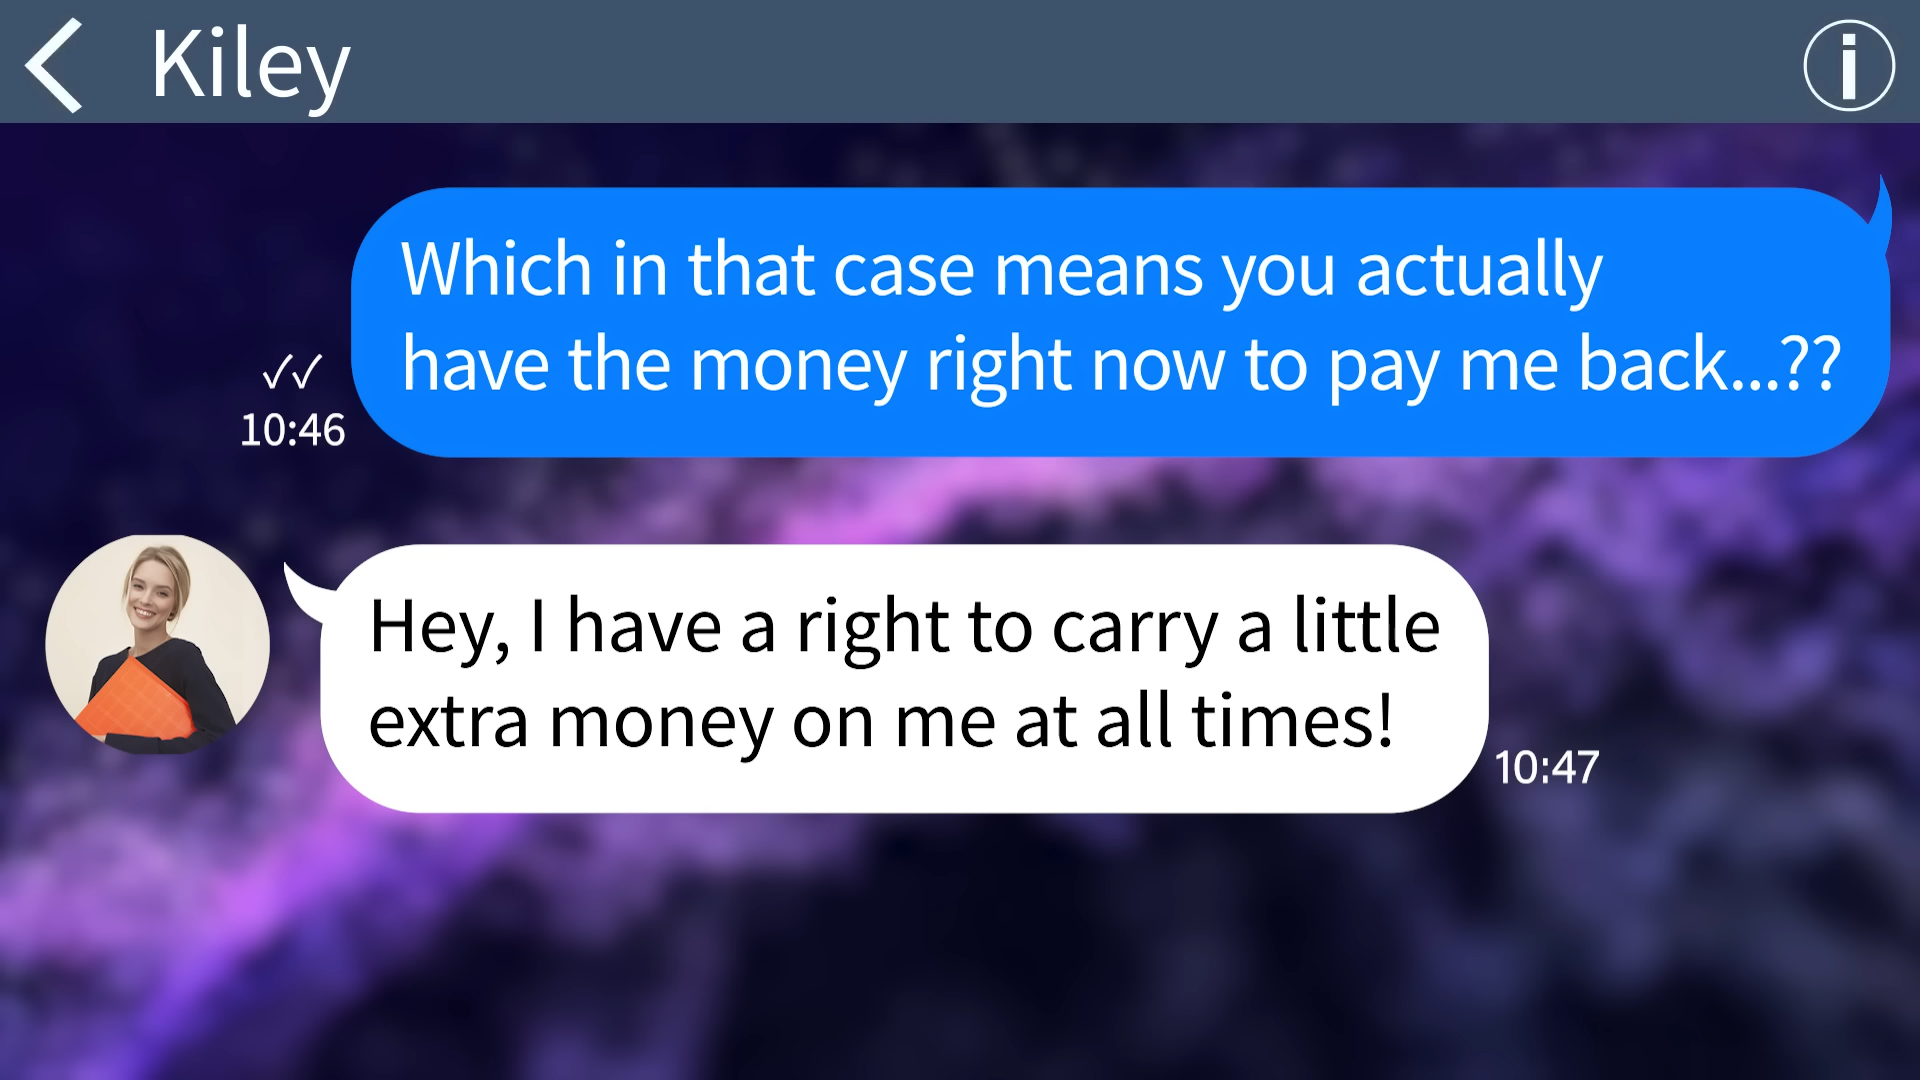 Kiley
Which in that case means you actually
have the money right now to pay me back...??
✓✓
10:46
Hey, I have a right to carry a little
extra money on me at all times!
10:47